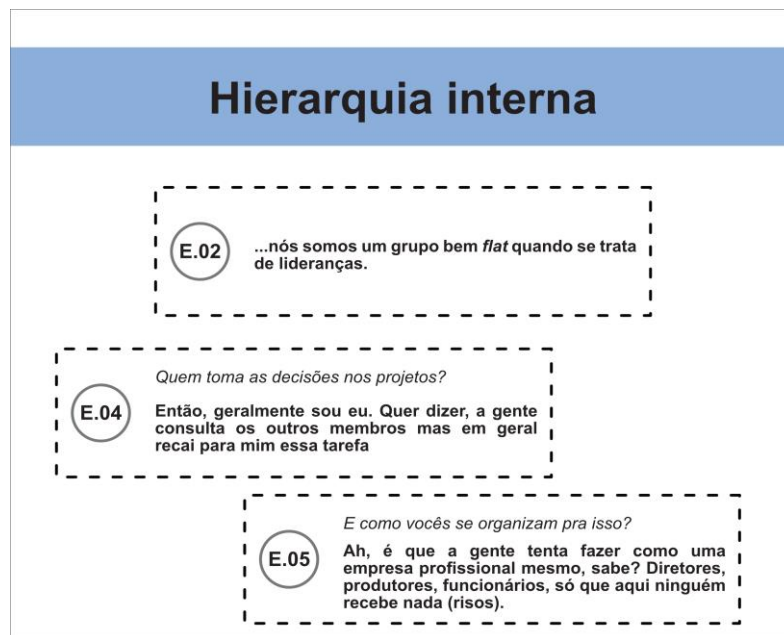 Hierarquia interna
E.02
...nós somos um grupo bem flat quando se trata
de lideranças.
E.04
Quem toma as decisões nos projetos?
Então, geralmente sou eu. Quer dizer, a gente
consulta os outros membros mas em geral
recai para mim essa tarefa
E.05
E como vocês se organizam pra isso?
Ah, é que a gente tenta fazer como uma
empresa profissional mesmo, sabe? Diretores,
produtores, funcionários, só que aqui ninguém
recebe nada (risos).